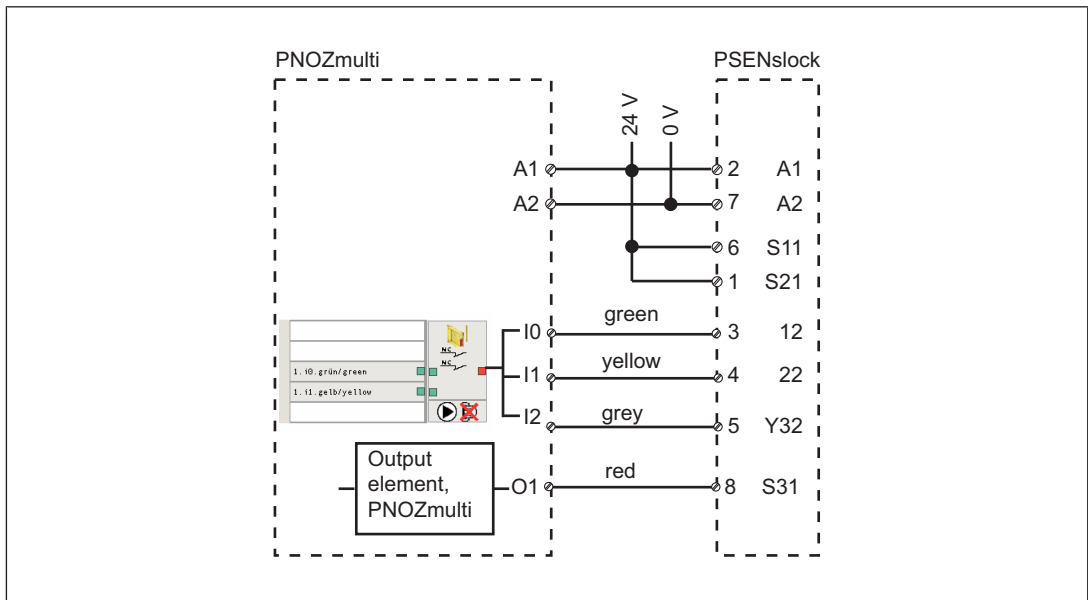 PNOZmulti
PSENslock
24 V
0 V
A1
2 A1
A2
7 A2
6 S11
1 S21
green
I0
3 12
NC
NC
yellow
1.i0.grün/green
I1
4 22
1.i1.gelb/yellow
grey
I2
5 Y32
Output
element,
PNOZmulti
red
O1
8 S31